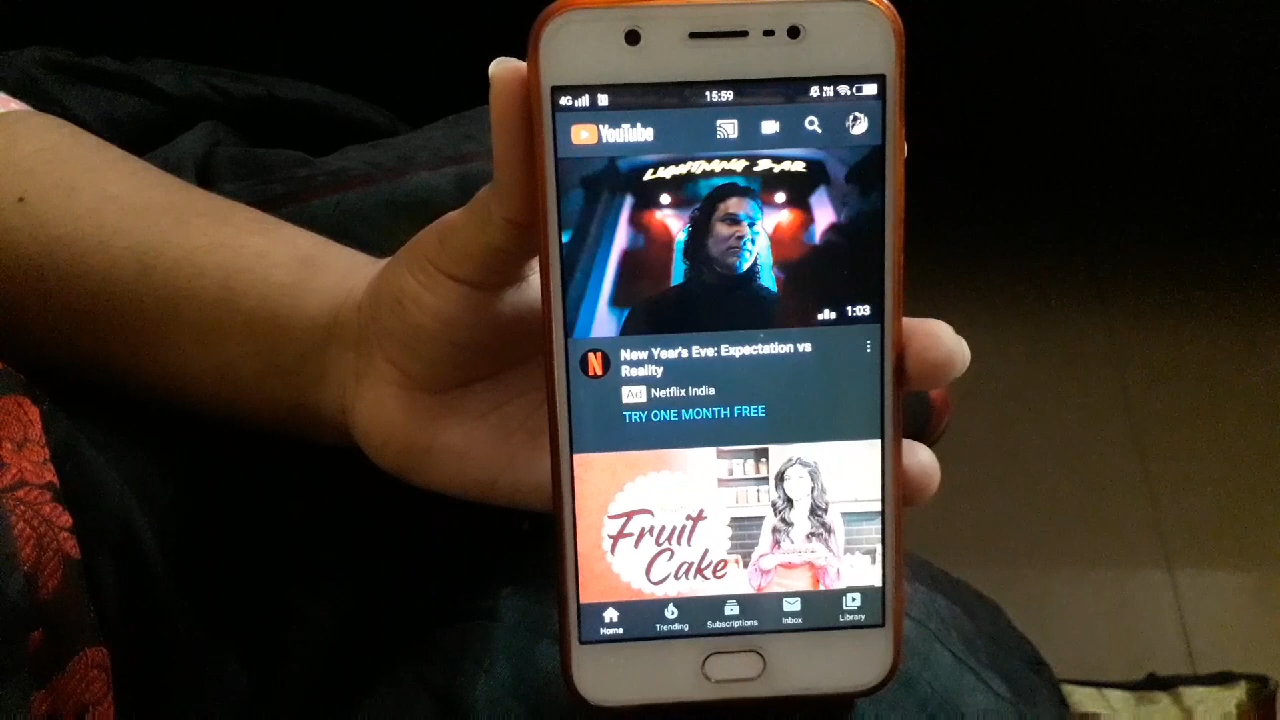 4G
15:59
YouTube
LIGHTNING BAR
1:03
N
New Year's Eve: Expectation vs
Reality
Ad Netflix India
TRY ONE MONTH FREE
Fruit
Cake
Home
Trending
Subscriptions
Inbox
Library